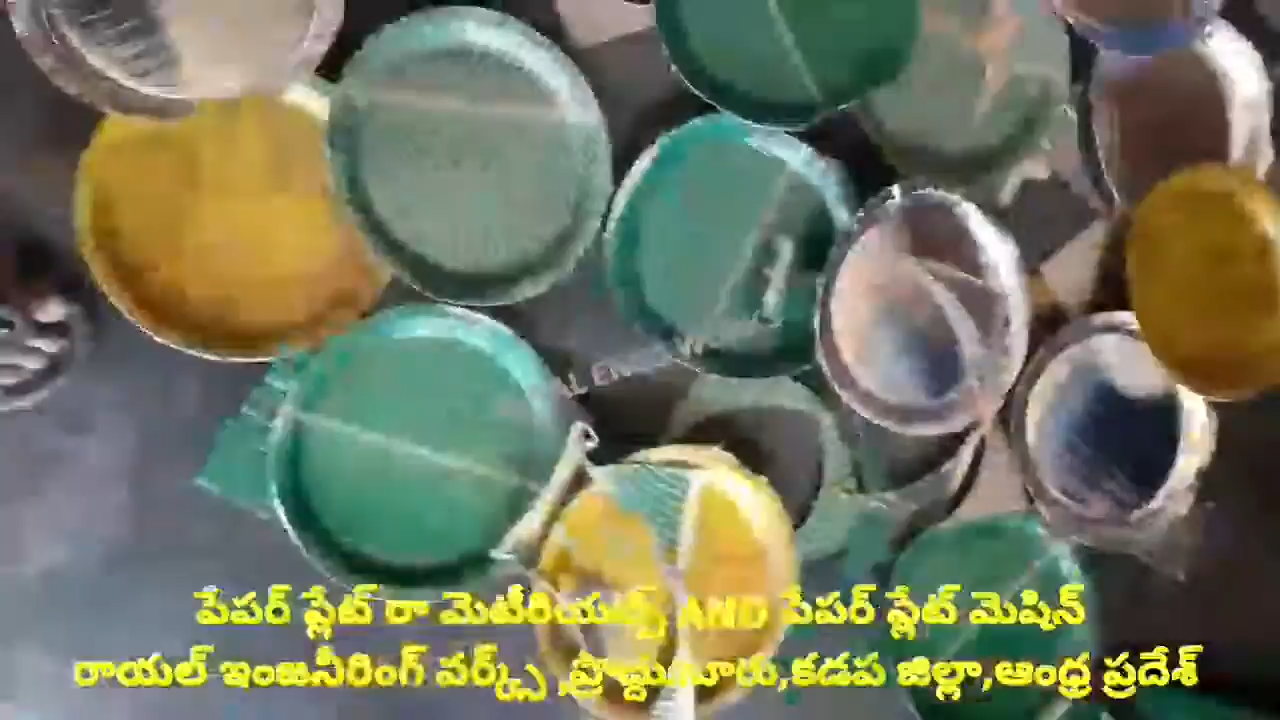 పేపర్ ప్లేట్ రా మెటీరియల్స్ AND పేపర్ ప్లేట్ మెషిన్
రాయల్ ఇంజనీరింగ్ వర్క్స్ ,ప్రొద్దుటూరు,కడప జిల్లా,ఆంధ్ర ప్రదేశ్